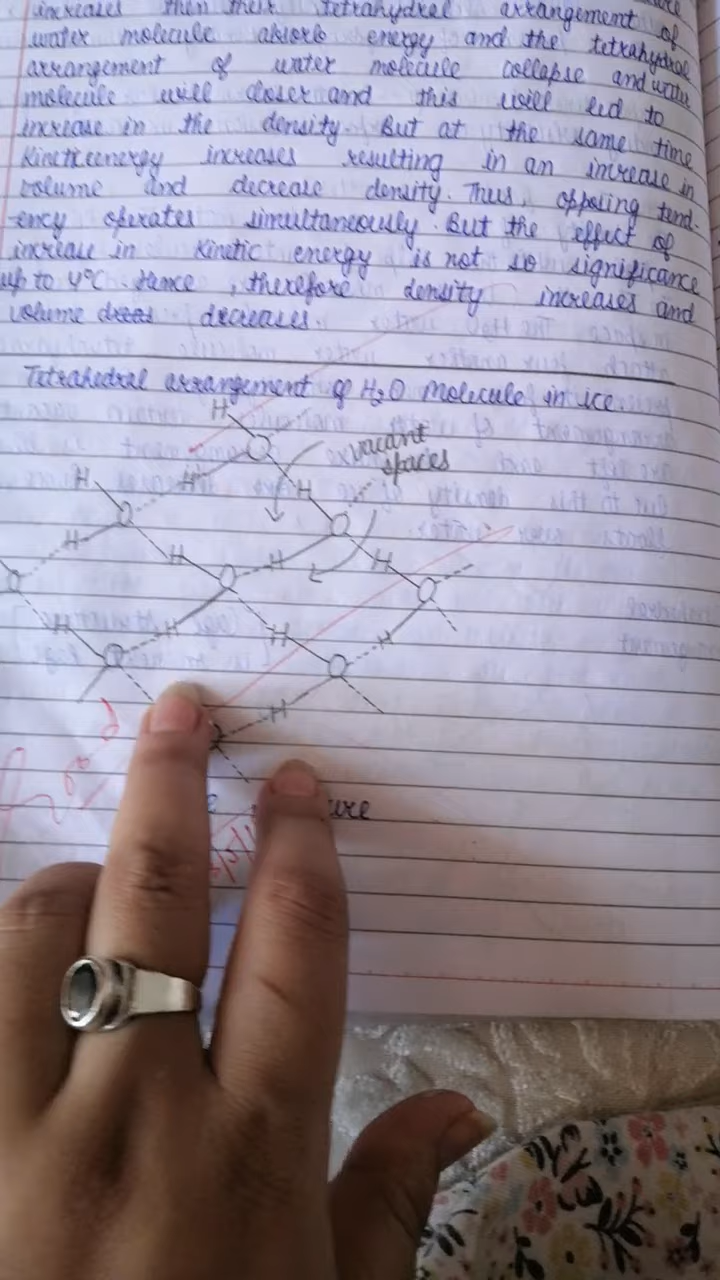 increases then their tetrahydral arrangement of
water molecule absorb energy and the tetrahydral
arrangement of water molecule collapse and water
molecule will closer and this will led to
increase in the density. But at the same time
Kineticenergy increases resulting in an increase in
volume and decrease density. Thus, opposing tend-
ency operates simultaneously. But the effect of
increase in Kinetic energy is not so significance
up to 4°C. Hance, therefore density increases and
volume decreases.
Tetrahedral arrangement of H2O molecule in ice.
H
O
vacant
spaces
H
H
H
O
O
H
H
H
H
O
O
O
H
H
H
H
O
O
H
ure